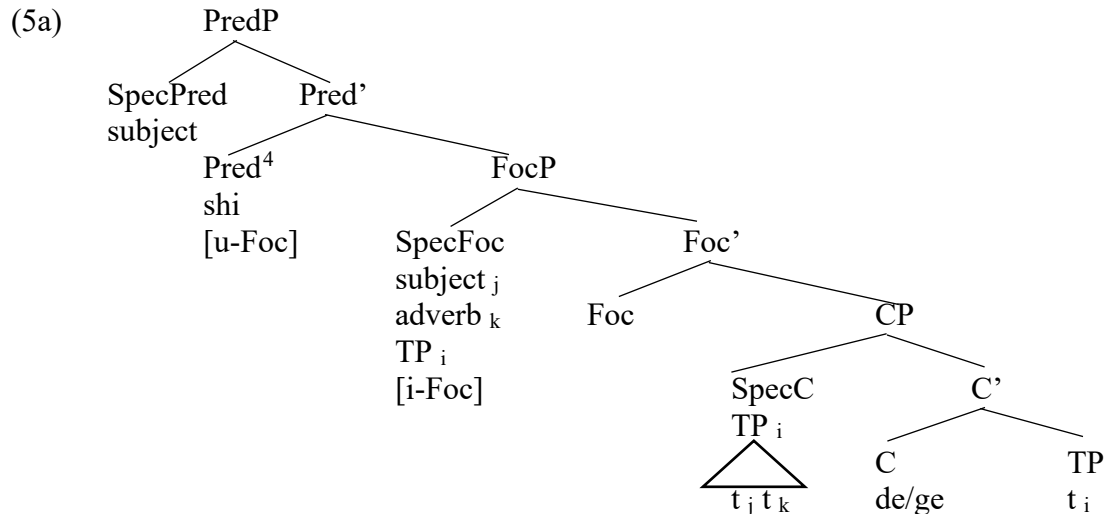 (5a) PredP
SpecPred Pred’
subject
Pred⁴ FocP
shi
[u-Foc] SpecFoc Foc’
subject j
adverb k Foc CP
TP i
[i-Foc] SpecC C’
TP i
C TP
t j t k de/ge t i